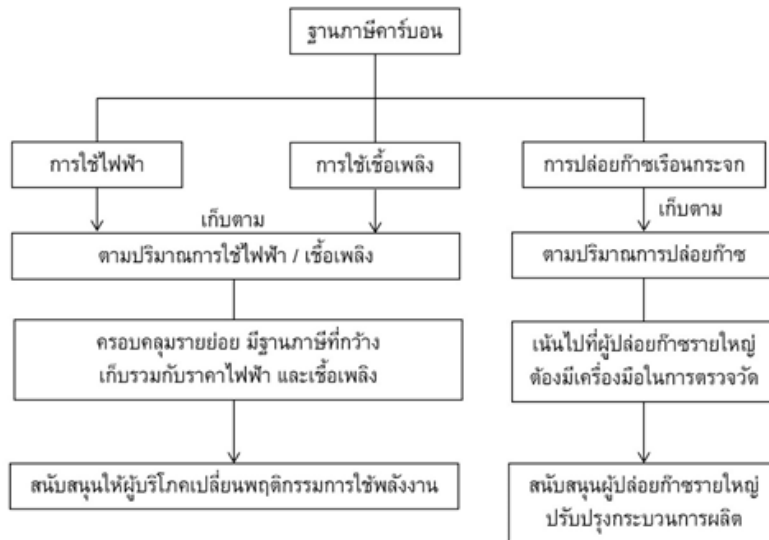 ฐานภาษีคาร์บอน
การใช้ไฟฟ้า
การใช้เชื้อเพลิง
การปล่อยก๊าซเรือนกระจก
เก็บตาม
เก็บตาม
ตามปริมาณการใช้ไฟฟ้า / เชื้อเพลิง
ตามปริมาณการปล่อยก๊าซ
ครอบคลุมรายย่อย มีฐานภาษีที่กว้าง
เก็บรวมกับราคาไฟฟ้า และเชื้อเพลิง
เน้นไปที่ผู้ปล่อยก๊าซรายใหญ่
ต้องมีเครื่องมือในการตรวจวัด
สนับสนุนให้ผู้บริโภคเปลี่ยนพฤติกรรมการใช้พลังงาน
สนับสนุนผู้ปล่อยก๊าซรายใหญ่
ปรับปรุงกระบวนการผลิต